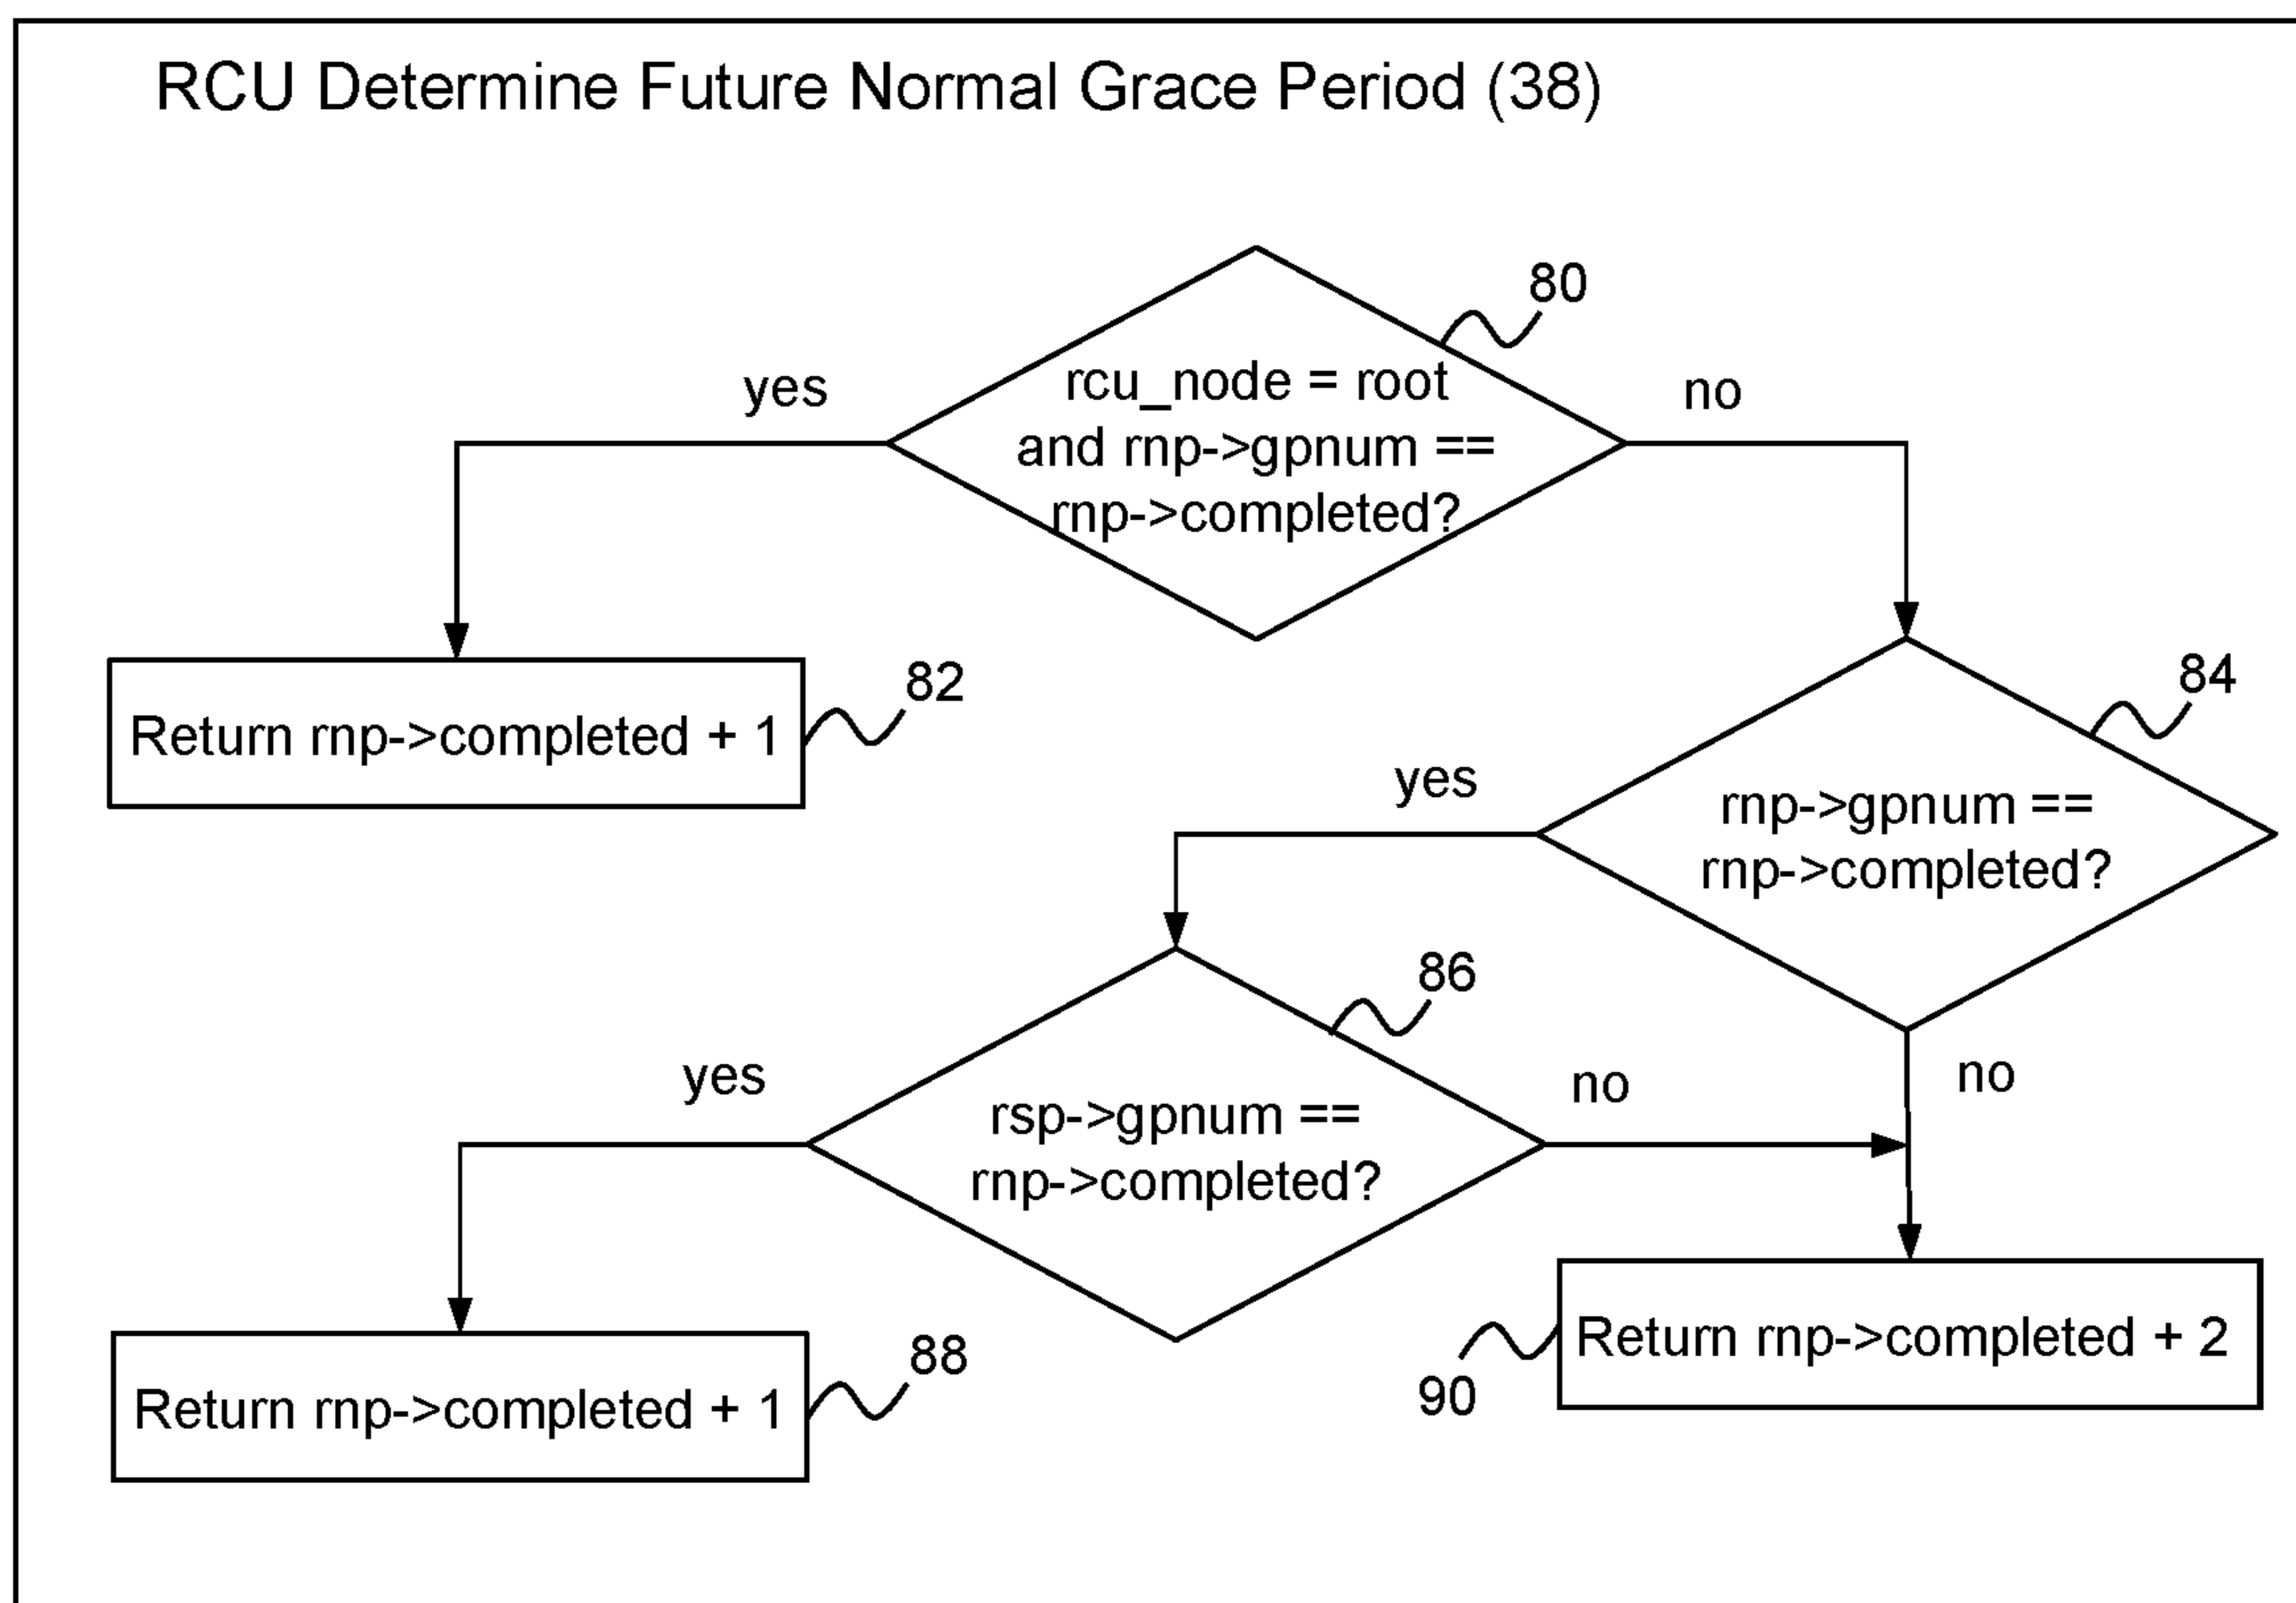 RCU Determine Future Normal Grace Period (38)
80
yes
rcu_node = root
and rnp->gpnum ==
rnp->completed?
no
82
Return rnp->completed + 1
84
yes
rnp->gpnum ==
rnp->completed?
86
yes
rsp->gpnum ==
rnp->completed?
no
no
88
Return rnp->completed + 1
Return rnp->completed + 2
90